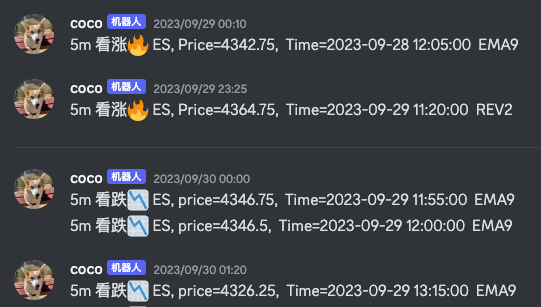 coco 机器人 2023/09/29 00:10
5m 看涨🔥 ES, Price=4342.75, Time=2023-09-28 12:05:00 EMA9
coco 机器人 2023/09/29 23:25
5m 看涨🔥 ES, Price=4364.75, Time=2023-09-29 11:20:00 REV2
coco 机器人 2023/09/30 00:00
5m 看跌📉 ES, price=4346.75, Time=2023-09-29 11:55:00 EMA9
5m 看跌📉 ES, price=4346.5, Time=2023-09-29 12:00:00 EMA9
coco 机器人 2023/09/30 01:20
5m 看跌📉 ES, price=4326.25, Time=2023-09-29 13:15:00 EMA9